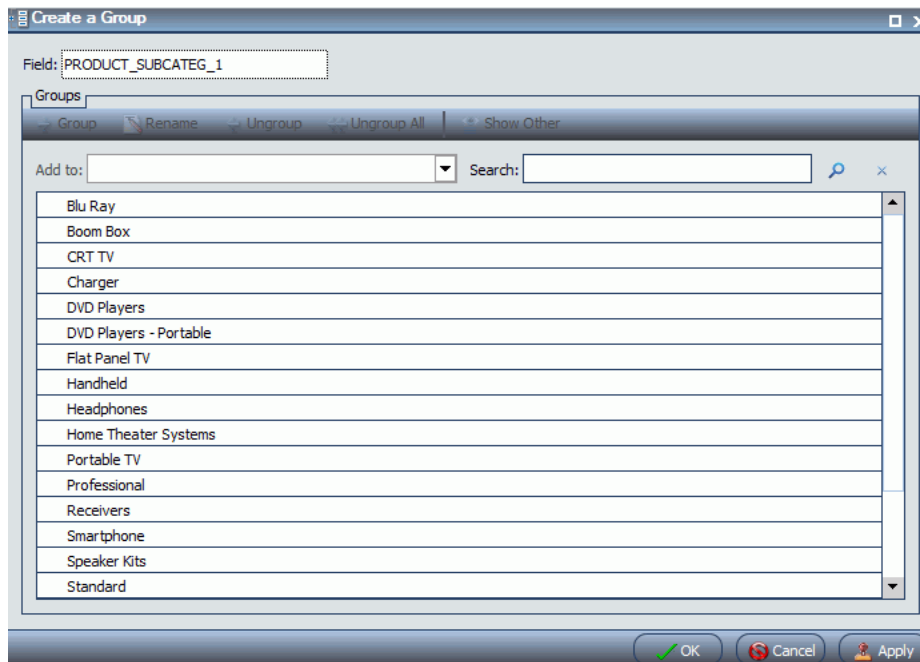 Create a Group
Field: PRODUCT_SUBCATEG_1
Groups
Group Rename Ungroup Ungroup All Show Other
Add to: Search:
Blu Ray
Boom Box
CRT TV
Charger
DVD Players
DVD Players - Portable
Flat Panel TV
Handheld
Headphones
Home Theater Systems
Portable TV
Professional
Receivers
Smartphone
Speaker Kits
Standard
OK Cancel Apply